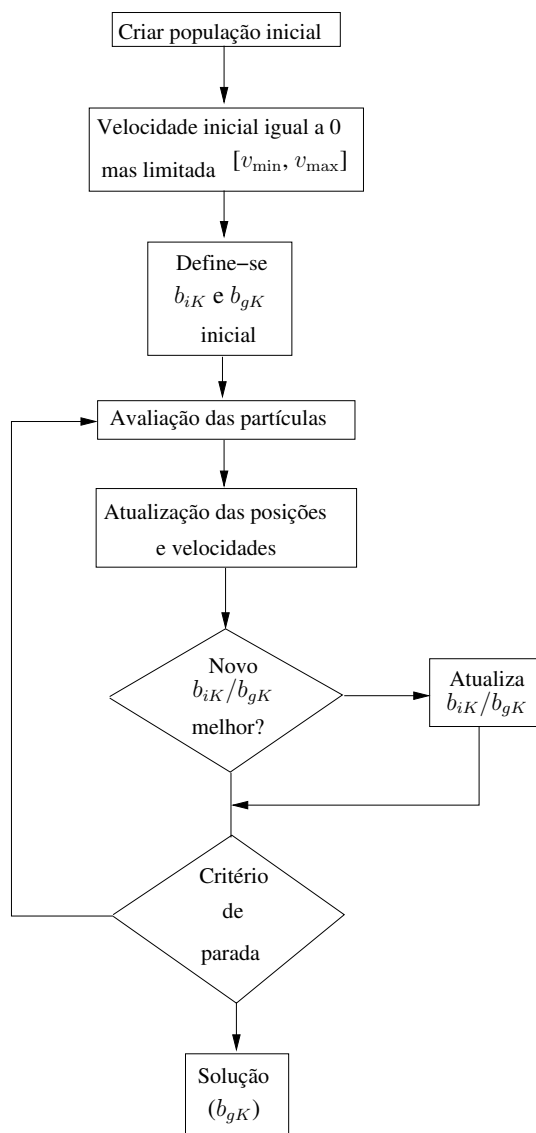 Criar população inicial
Velocidade inicial igual a 0
mas limitada [v_min, v_max]
Define−se
b_iK e b_gK
inicial
Avaliação das partículas
Atualização das posições
e velocidades
Novo
b_iK/b_gK
melhor?
Atualiza
b_iK/b_gK
Critério
de
parada
Solução
(b_gK)